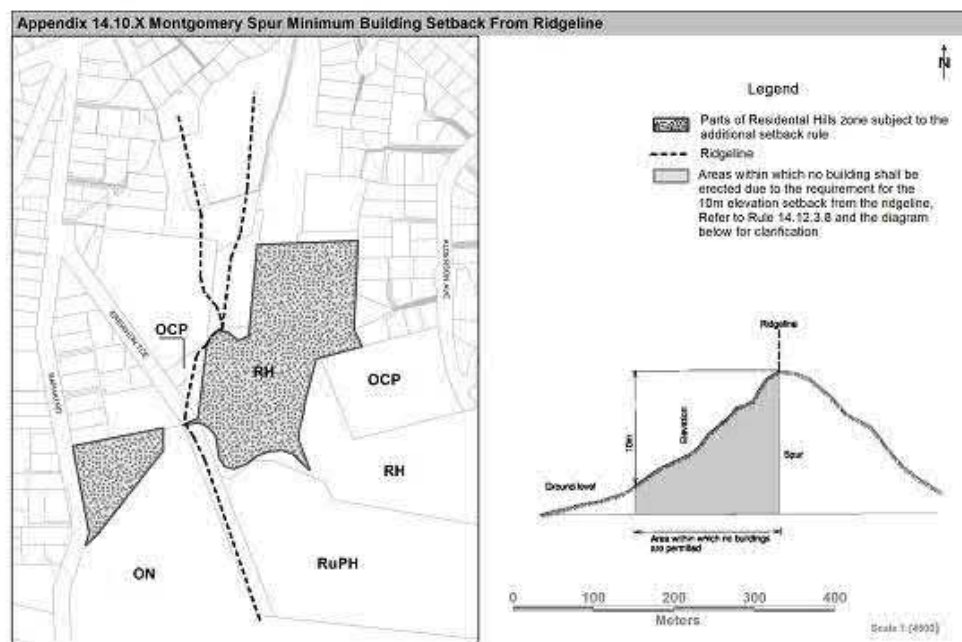 Appendix 14.10.X Montgomery Spur Minimum Building Setback From Ridgeline
N
Legend
Parts of Residental Hills zone subject to the
additional setback rule
Ridgeline
Areas within which no building shall be
erected due to the requirement for the
10m elevation setback from the ridgeline,
Refer to Rule 14.12.3.8 and the diagram
below for clarification
OCP
RH
OCP
RH
ON
RuPH
Ridgeline
10m
Elevation
Spur
Ground level
Area within which no buildings
are permitted
0 100 200 300 400
Meters